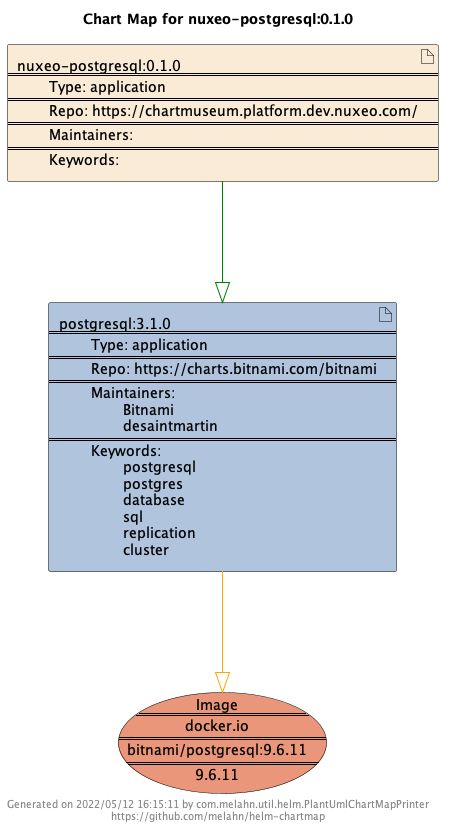 Chart Map for nuxeo-postgresql:0.1.0
nuxeo-postgresql:0.1.0
Type: application
Repo: https://chartmuseum.platform.dev.nuxeo.com/
Maintainers:
Keywords:
postgresql:3.1.0
Type: application
Repo: https://charts.bitnami.com/bitnami
Maintainers:
Bitnami
desaintmartin
Keywords:
postgresql
postgres
database
sql
replication
cluster
Image
docker.io
bitnami/postgresql:9.6.11
9.6.11
Generated on 2022/05/12 16:15:11 by com.melahn.util.helm.PlantUmlChartMapPrinter
https://github.com/melahn/helm-chartmap